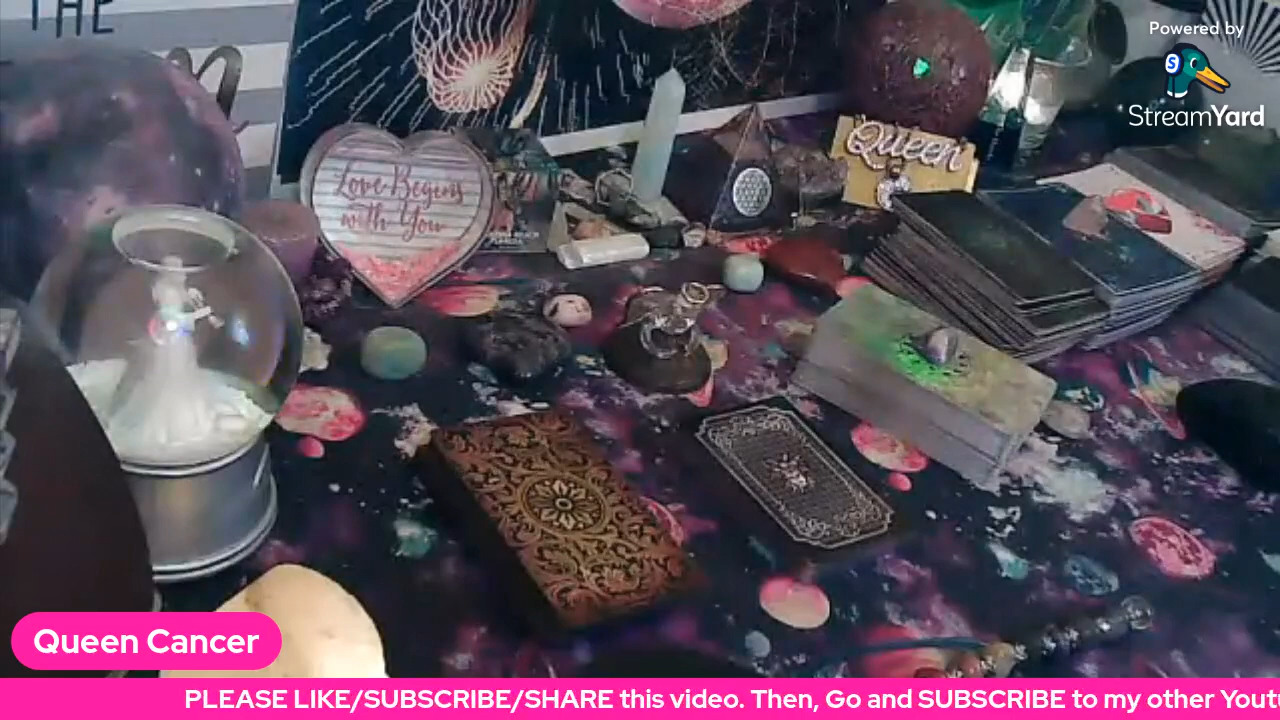 THE
Powered by
StreamYard
Queen
Love Begins
with You
Queen Cancer
PLEASE LIKE/SUBSCRIBE/SHARE this video. Then, Go and SUBSCRIBE to my other Yout